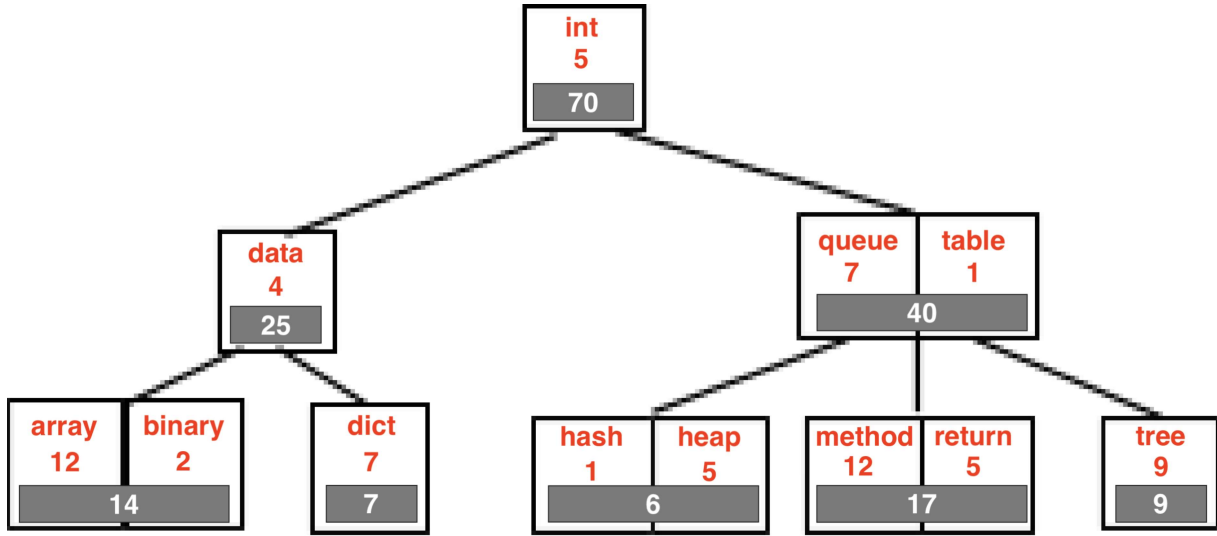 int
5
70
data
4
25
queue table
7 1
40
array binary
12 2
14
dict
7
7
hash heap
1 5
6
method return
12 5
17
tree
9
9